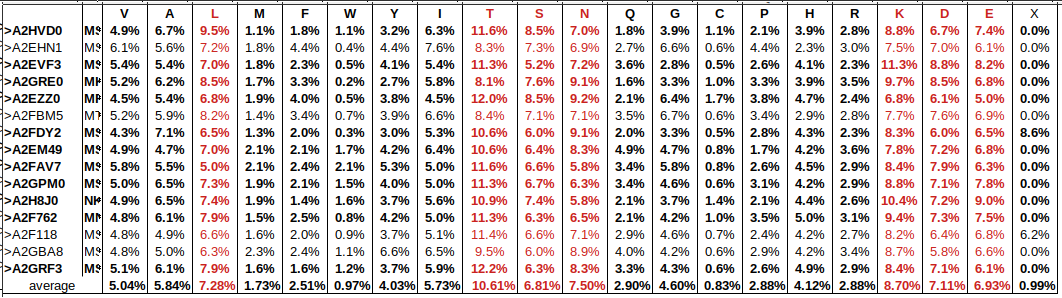 V A L M F W Y I T S N Q G C P H R K D E X
>A2HVD0 4.9% 6.7% 9.5% 1.1% 1.8% 1.1% 3.2% 6.3% 11.6% 8.5% 7.0% 1.8% 3.9% 1.1% 2.1% 3.9% 2.8% 8.8% 6.7% 7.4% 0.0%
>A2EHN1 6.1% 5.6% 7.2% 1.8% 4.4% 0.4% 4.4% 7.6% 8.3% 7.3% 6.9% 2.7% 6.6% 0.6% 4.4% 2.3% 3.0% 7.5% 7.0% 6.1% 0.0%
>A2EVF3 5.4% 5.4% 7.0% 1.8% 2.3% 0.5% 4.1% 5.4% 11.3% 5.2% 7.2% 3.6% 2.8% 0.5% 2.6% 4.1% 2.3% 11.3% 8.8% 8.2% 0.0%
>A2GRE0 5.2% 6.2% 8.5% 1.7% 3.3% 0.2% 2.7% 5.8% 8.1% 7.6% 9.1% 1.6% 3.3% 1.0% 3.3% 3.9% 3.5% 9.7% 8.5% 6.8% 0.0%
>A2EZZ0 4.5% 5.4% 6.8% 1.9% 4.0% 0.5% 3.8% 4.5% 12.0% 8.5% 9.2% 2.1% 6.4% 1.7% 3.8% 4.7% 2.4% 6.8% 6.1% 5.0% 0.0%
>A2FBM5 5.2% 5.9% 8.2% 1.4% 3.4% 0.7% 3.9% 6.6% 8.4% 7.1% 7.1% 3.5% 6.7% 0.6% 3.4% 2.9% 2.8% 7.7% 7.6% 6.9% 0.0%
>A2FDY2 4.3% 7.1% 6.5% 1.3% 2.0% 0.3% 3.0% 5.3% 10.6% 6.0% 9.1% 2.0% 3.3% 0.5% 2.8% 4.3% 2.3% 8.3% 6.0% 6.5% 8.6%
>A2EM49 4.9% 4.7% 7.0% 2.1% 2.1% 1.7% 4.2% 6.4% 10.6% 6.4% 8.3% 4.9% 4.7% 0.8% 1.7% 4.2% 3.6% 7.8% 7.2% 6.8% 0.0%
>A2FAV7 5.8% 5.5% 5.0% 2.1% 2.4% 2.1% 5.3% 5.0% 11.6% 6.6% 5.8% 3.4% 5.8% 0.8% 2.6% 4.5% 2.9% 8.4% 7.9% 6.3% 0.0%
>A2GPM0 5.0% 6.5% 7.3% 1.9% 2.1% 1.5% 4.0% 5.0% 11.3% 6.7% 6.3% 3.4% 4.6% 0.6% 3.1% 4.2% 2.9% 8.8% 7.1% 7.8% 0.0%
>A2H8J0 4.9% 6.5% 7.4% 1.9% 1.4% 1.6% 3.7% 5.6% 10.9% 7.4% 5.8% 2.1% 3.7% 1.4% 2.1% 4.4% 2.6% 10.4% 7.2% 9.0% 0.0%
>A2F762 4.8% 6.1% 7.9% 1.5% 2.5% 0.8% 4.2% 5.0% 11.3% 6.3% 6.5% 2.1% 4.2% 1.0% 3.5% 5.0% 3.1% 9.4% 7.3% 7.5% 0.0%
>A2F118 4.8% 4.9% 6.6% 1.6% 2.0% 0.9% 3.7% 5.1% 11.4% 6.6% 7.1% 2.9% 4.6% 0.7% 2.4% 4.2% 2.7% 8.2% 6.4% 6.8% 6.2%
>A2GBA8 4.8% 5.0% 6.3% 2.3% 2.4% 1.1% 6.6% 6.5% 9.5% 6.0% 8.9% 4.0% 4.2% 0.6% 2.9% 4.2% 3.4% 8.7% 5.8% 6.6% 0.0%
>A2GRF3 5.1% 6.1% 7.9% 1.6% 1.6% 1.2% 3.7% 5.9% 12.2% 6.3% 8.3% 3.3% 4.3% 0.6% 2.6% 4.9% 2.9% 8.4% 7.1% 6.1% 0.0%
average 5.04% 5.84% 7.28% 1.73% 2.51% 0.97% 4.03% 5.73% 10.61% 6.81% 7.50% 2.90% 4.60% 0.83% 2.88% 4.12% 2.88% 8.70% 7.11% 6.93% 0.99%